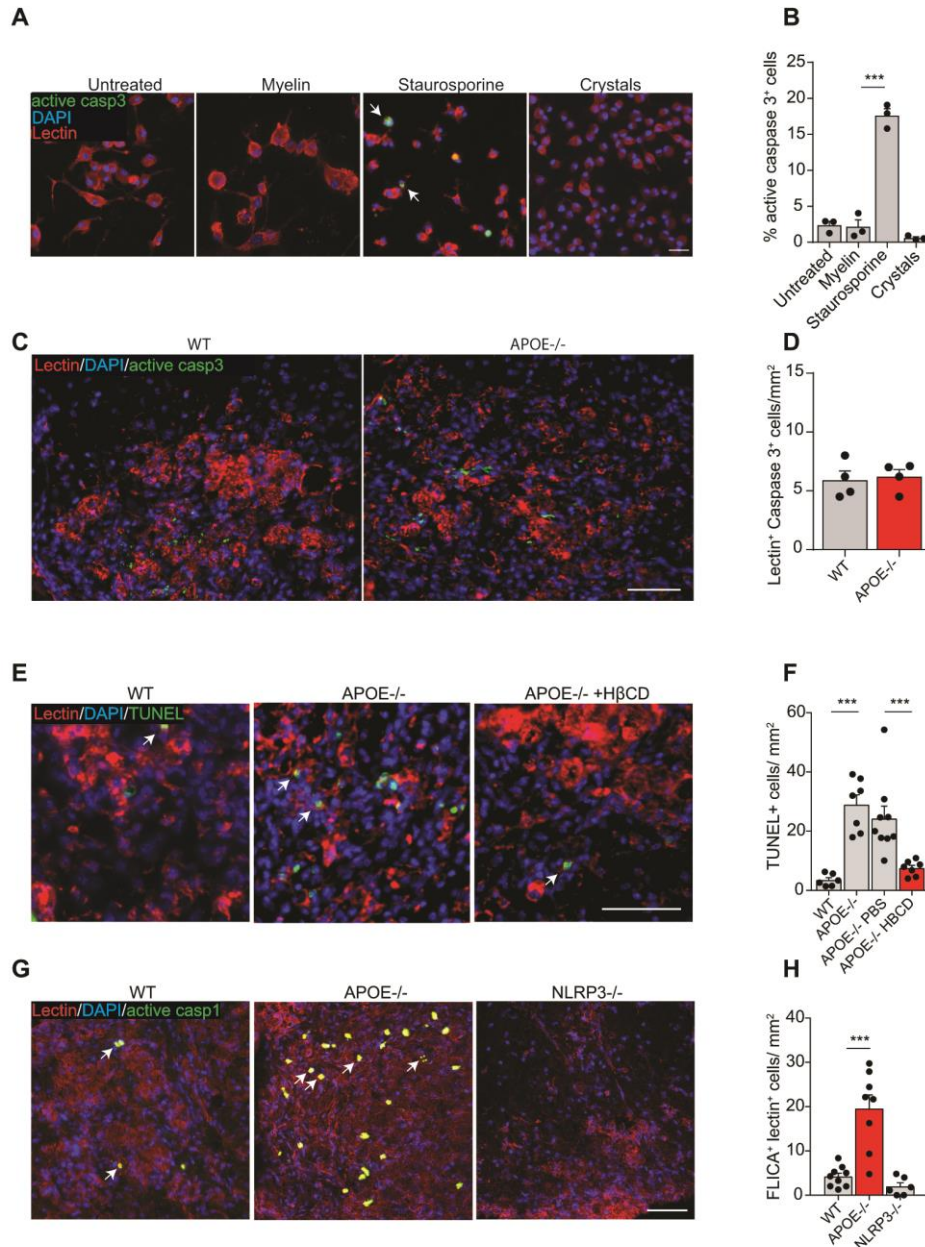 A
Untreated
Myelin
Staurosporine
Crystals
active casp3
DAPI
Lectin
B
% active caspase 3+ cells
25
20
15
10
5
0
***
Untreated
Myelin
Staurosporine
Crystals
C
WT
APOE-/-
Lectin/DAPI/active casp3
D
Lectin+ Caspase 3+ cells/mm²
15
10
5
0
WT
APOE-/-
E
WT
APOE-/-
APOE-/- +HβCD
Lectin/DAPI/TUNEL
F
TUNEL+ cells/ mm²
60
40
20
0
***
***
WT
APOE-/-
APOE-/- PBS
APOE-/- HBCD
G
WT
APOE-/-
NLRP3-/-
Lectin/DAPI/active casp1
H
FLICA+ lectin+ cells/ mm²
40
30
20
10
0
***
WT
APOE-/-
NLRP3-/-